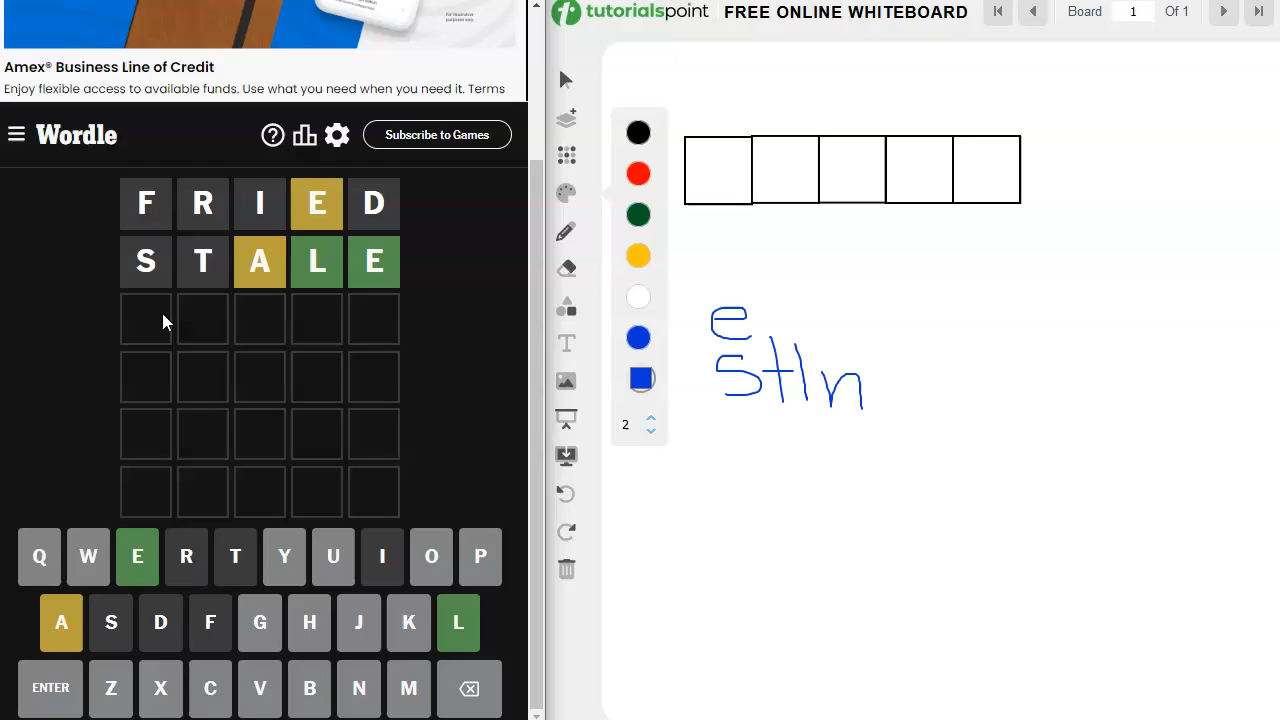 tutorialspoint FREE ONLINE WHITEBOARD Board 1 Of 1
Amex® Business Line of Credit
Enjoy flexible access to available funds. Use what you need when you need it. Terms
Wordle
Subscribe to Games
F R I E D
S T A L E
2
e
Q W E R T Y U I O P
A S D F G H J K L
ENTER Z X C V B N M